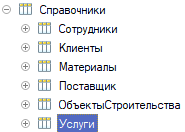 Справочники
Сотрудники
Клиенты
Материалы
Поставщик
ОбъектыСтроительства
Услуги